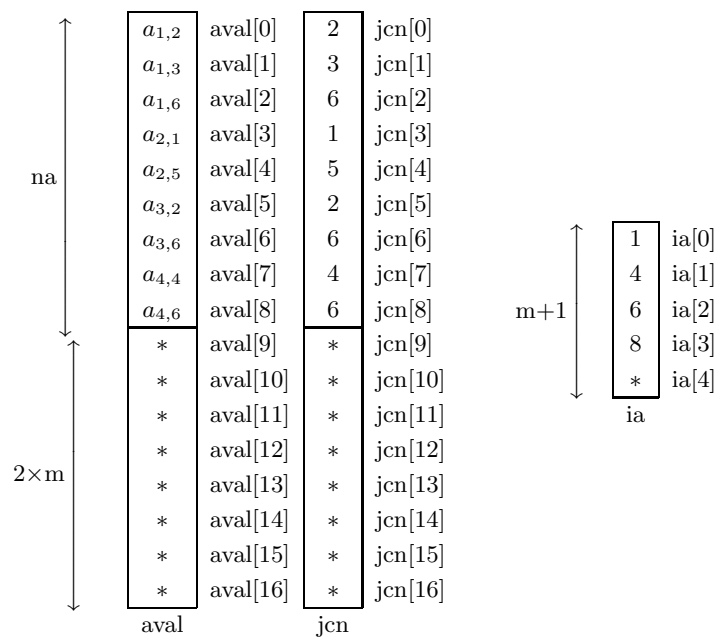 a1,2 aval[0] 2 jcn[0]
a1,3 aval[1] 3 jcn[1]
a1,6 aval[2] 6 jcn[2]
a2,1 aval[3] 1 jcn[3]
na a2,5 aval[4] 5 jcn[4]
a3,2 aval[5] 2 jcn[5]
a3,6 aval[6] 6 jcn[6] 1 ia[0]
a4,4 aval[7] 4 jcn[7] 4 ia[1]
a4,6 aval[8] 6 jcn[8] m+1 6 ia[2]
* aval[9] * jcn[9] 8 ia[3]
* aval[10] * jcn[10] * ia[4]
* aval[11] * jcn[11] ia
* aval[12] * jcn[12]
2×m * aval[13] * jcn[13]
* aval[14] * jcn[14]
* aval[15] * jcn[15]
* aval[16] * jcn[16]
aval jcn